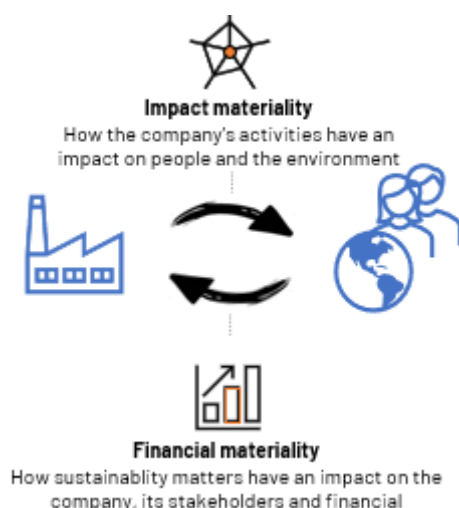 Impact materiality
How the company's activities have an
impact on people and the environment
Financial materiality
How sustainablity matters have an impact on the
company, its stakeholders and financial